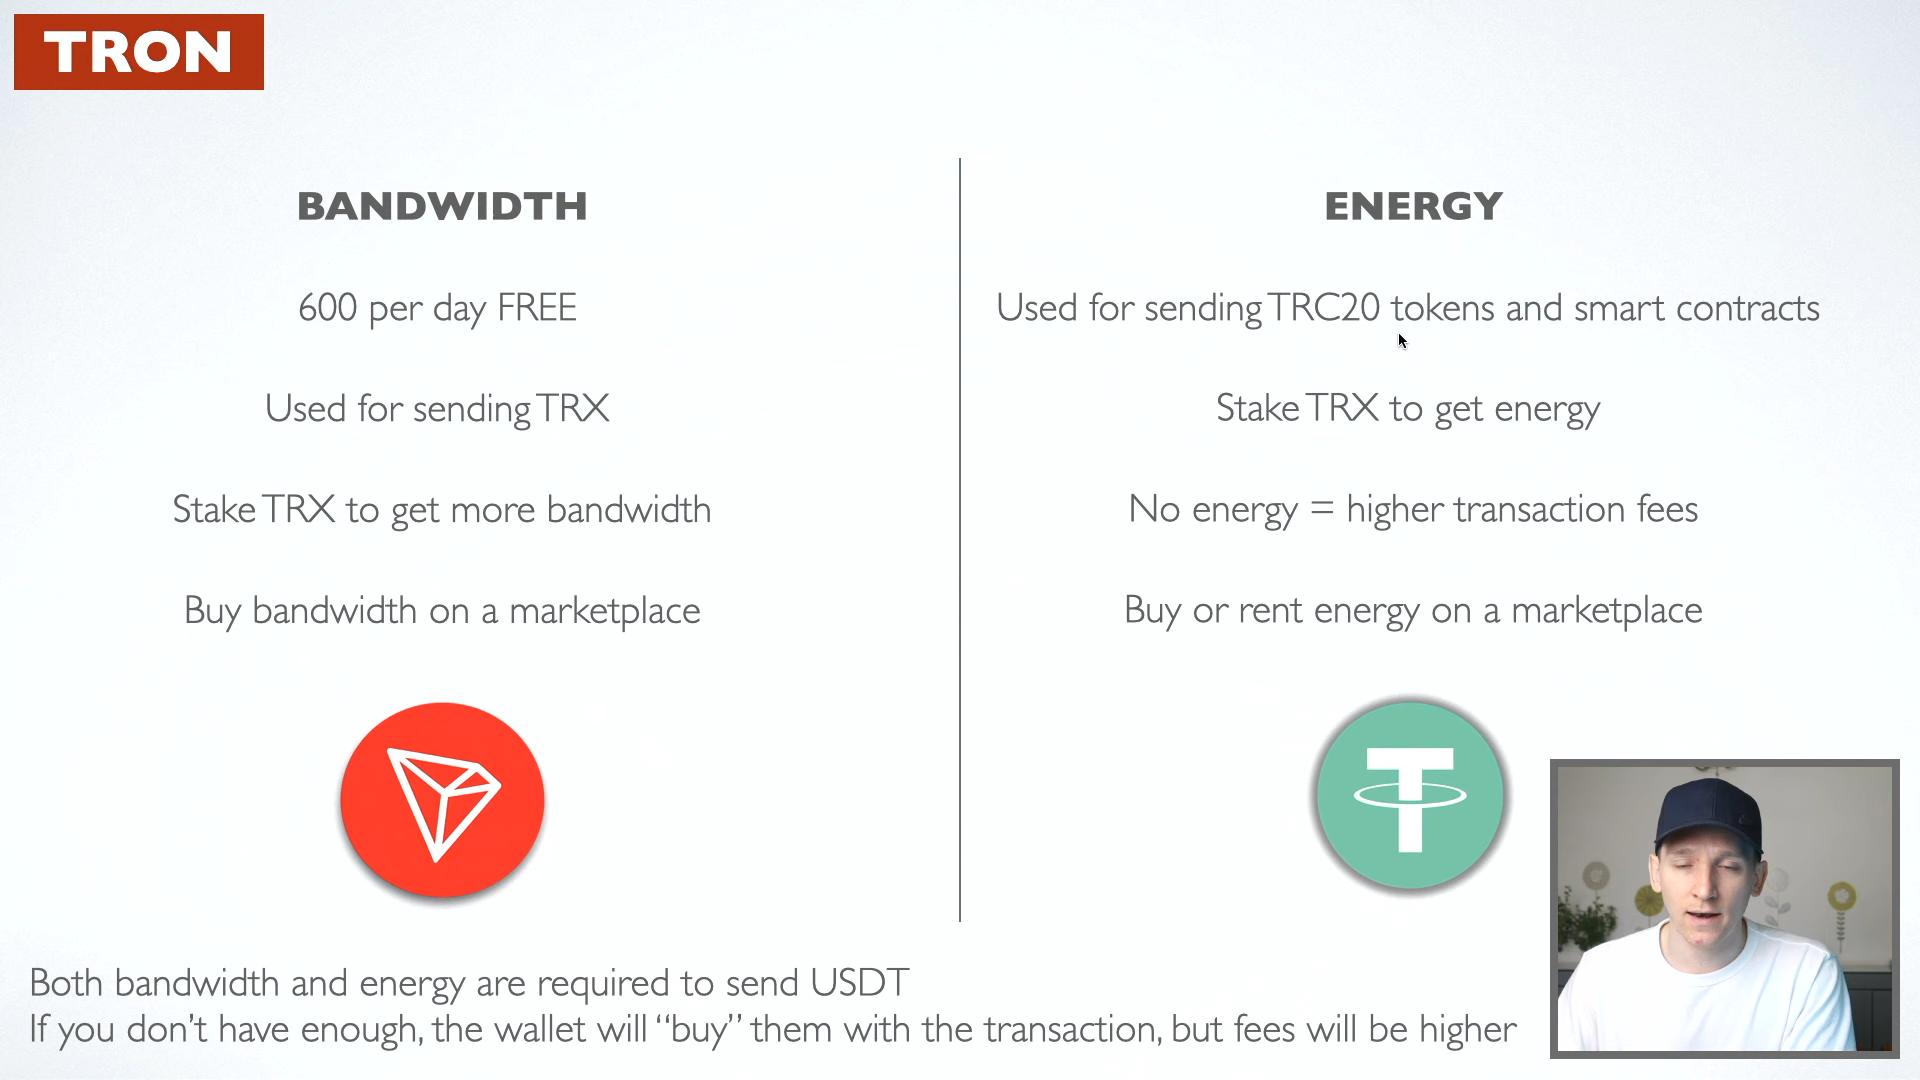 TRON
BANDWIDTH
600 per day FREE
Used for sending TRX
Stake TRX to get more bandwidth
Buy bandwidth on a marketplace
ENERGY
Used for sending TRC20 tokens and smart contracts
Stake TRX to get energy
No energy = higher transaction fees
Buy or rent energy on a marketplace
Both bandwidth and energy are required to send USDT
If you don’t have enough, the wallet will “buy” them with the transaction, but fees will be higher